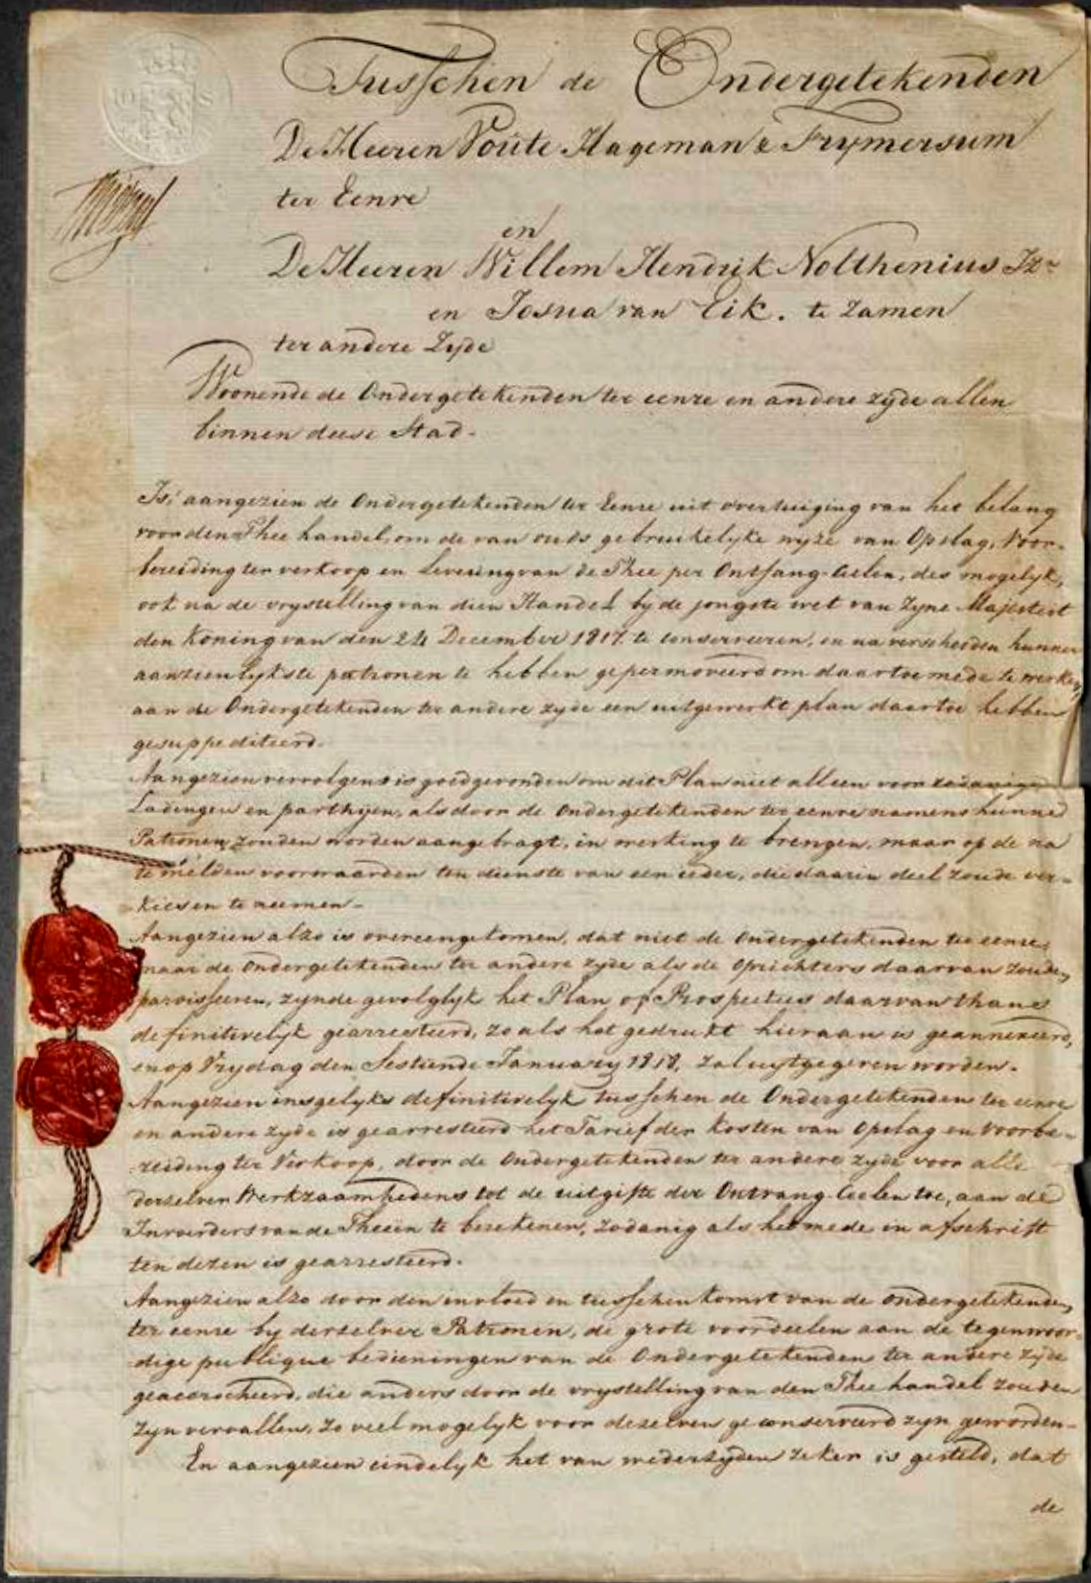 Tusschen de Ondergetekenden
De Heeren Voûte Hageman & Frymersum
ter Eenre
en
De Heeren Willem Hendrik Nolthenius Jz.
en Josua van Eik. te zamen
ter andere Zyde
Woonende de Ondergetekenden ter eenre en andere zyde allen
binnen deese Stad.
Is, aangezien de Ondergetekenden ter Eenre uit overtuiging van het belang
voor den Thee handel, om de van ouds gebruikelyke wyze van Opslag, Voor-
bereiding ter verkoop en Levering van de Thee per Ontfang-Ceelen, des mogelyk,
ook na de vrystelling van dien Handel by de jongste wet van Zyne Majesteit
den Koning van den 24 December 1817 te conserveeren, en na verscheiden hunner
aanzienlykste patronen te hebben gepermoveerd om daartoe mede te werken
aan de Ondergetekenden ter andere zyde een uitgewerkt plan daartoe hebben
gesuppediteerd.
Aangezien vervolgens is goedgevonden om dit Plan niet alleen voor zodanige
Ladingen en parthijen, als door de Ondergetekenden ter eenre namens hunne
Patronen zouden worden aangebragt, in werking te brengen, maar op de na
te melden voorwaarden ten dienste van een ieder, die daarin deel zoude ver-
kiesen te neemen.
Aangezien alzo is overeengekomen, dat niet de Ondergetekenden ter eenre,
maar de Ondergetekenden ter andere zyde als de Oprichters daarvan zouden
paroisseeren, zynde gevolglyk het Plan of Prospectus daarvan thans
definitivelyk gearresteerd, zo als het gedrukt hieraan is geannexeerd,
en op Vrydag den Sestiende January 1818, zal uytgegeven worden.
Aangezien insgelyks definitivelyk tusschen de Ondergetekenden ter eenre
en andere zyde is gearresteerd het Tarief der Kosten van Opslag en Voorbe-
reiding ter Verkoop, door de Ondergetekenden ter andere zyde voor alle
derzelver Werkzaamhedens tot de uitgifte der Ontvang-Ceelen toe, aan de
Invoerders van de Theeen te berekenen, zodanig als het mede in afschrift
ten dezen is gearresteerd.
Aangezien alzo door den invloed en tusschenkomst van de Ondergetekenden
ter eenre by derzelver Patronen, de grote voordeelen aan de tegenwoor-
dige publique bedieningen van de Ondergetekenden ter andere zyde
geaccrocheerd, die anders door de vrystelling van den Thee handel zouden
zyn vervallen, zo veel mogelyk voor dezelven geconserveerd zyn geworden.
En aangezien eindelyk het van wederzyden zeker is gesteld, dat
de